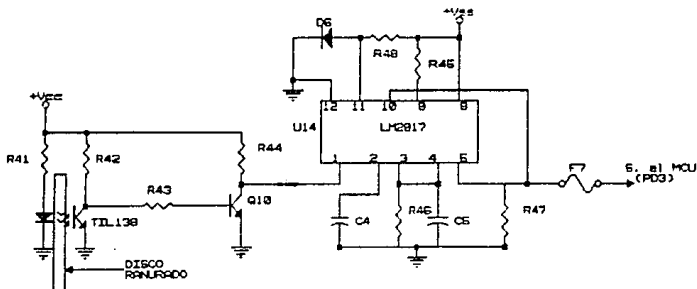 +Vcc
D6
R48
R45
12 11 10 9 8
U14 LM2917
1 2 3 4 5
+Vcc
R41
R42
R44
R43
Q10
TIL138
C4
R46
C5
R47
F7
S. al MCU
(PD3)
DISCO
RANURADO